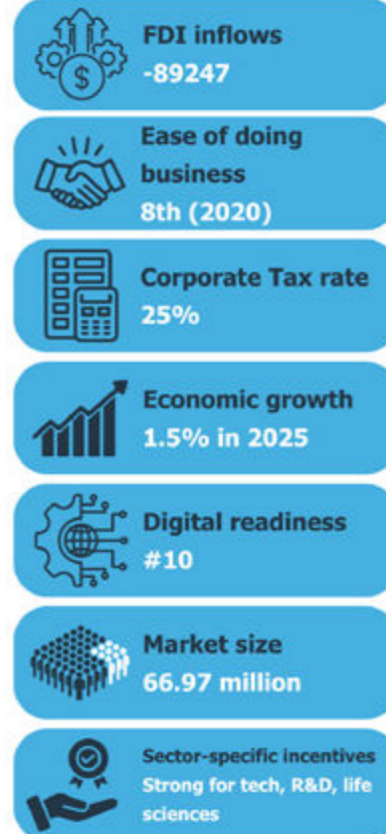 FDI inflows
-89247
Ease of doing
business
8th (2020)
Corporate Tax rate
25%
Economic growth
1.5% in 2025
Digital readiness
#10
Market size
66.97 million
Sector-specific incentives
Strong for tech, R&D, life
sciences